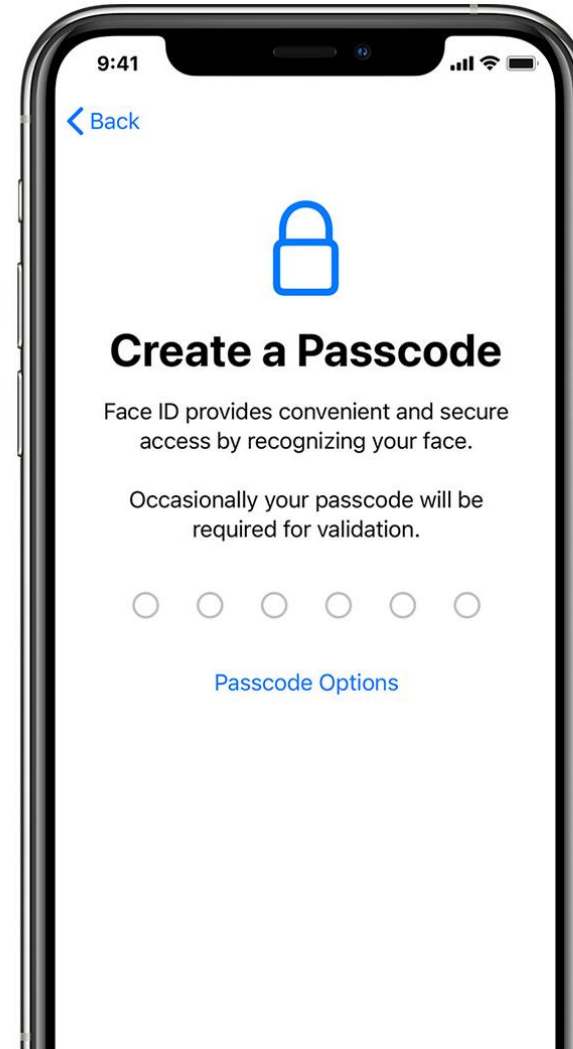 9:41
Back
Create a Passcode
Face ID provides convenient and secure
access by recognizing your face.
Occasionally your passcode will be
required for validation.
Passcode Options